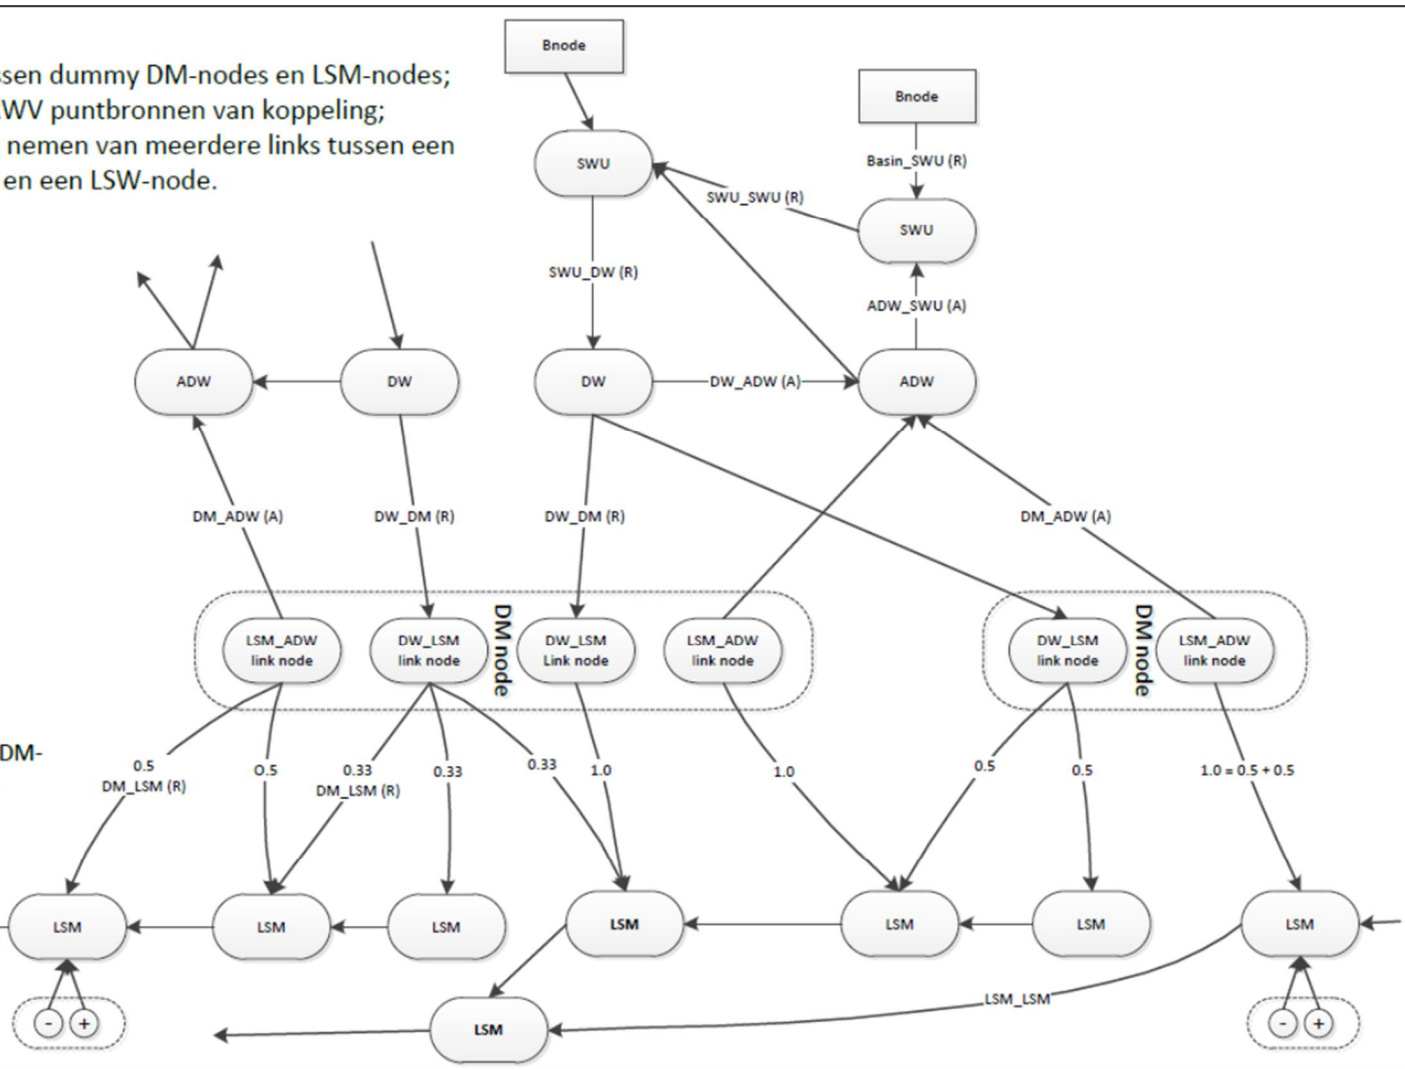 ssen dummy DM-nodes en LSM-nodes;
WV puntbronnen van koppeling;
nemen van meerdere links tussen een
en een LSW-node.
Bnode
Bnode
SWU
Basin_SWU (R)
SWU_SWU (R)
SWU
SWU_DW (R)
ADW_SWU (A)
ADW
DW
DW
DW_ADW (A)
ADW
DM_ADW (A)
DW_DM (R)
DW_DM (R)
DM_ADW (A)
LSM_ADW
link node
DW_LSM
link node
DM node
DW_LSM
Link node
LSM_ADW
link node
DW_LSM
link node
DM node
LSM_ADW
link node
DM-
0.5
DM_LSM (R)
0.5
0.33
DM_LSM (R)
0.33
0.33
1.0
1.0
0.5
0.5
1.0 = 0.5 + 0.5
LSM
LSM
LSM
LSM
LSM
LSM
LSM
LSM_LSM
- +
LSM
- +